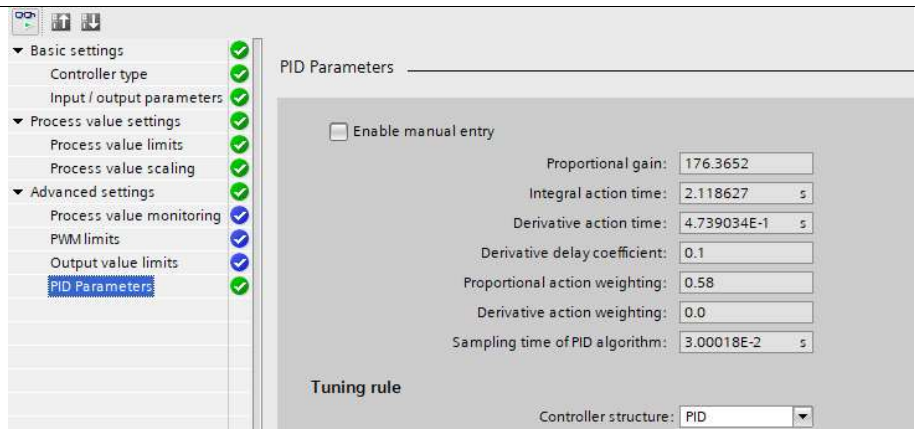 Basic settings
Controller type
Input / output parameters
Process value settings
Process value limits
Process value scaling
Advanced settings
Process value monitoring
PWM limits
Output value limits
PID Parameters
PID Parameters
Enable manual entry
Proportional gain: 176.3652
Integral action time: 2.118627 s
Derivative action time: 4.739034E-1 s
Derivative delay coefficient: 0.1
Proportional action weighting: 0.58
Derivative action weighting: 0.0
Sampling time of PID algorithm: 3.00018E-2 s
Tuning rule
Controller structure: PID